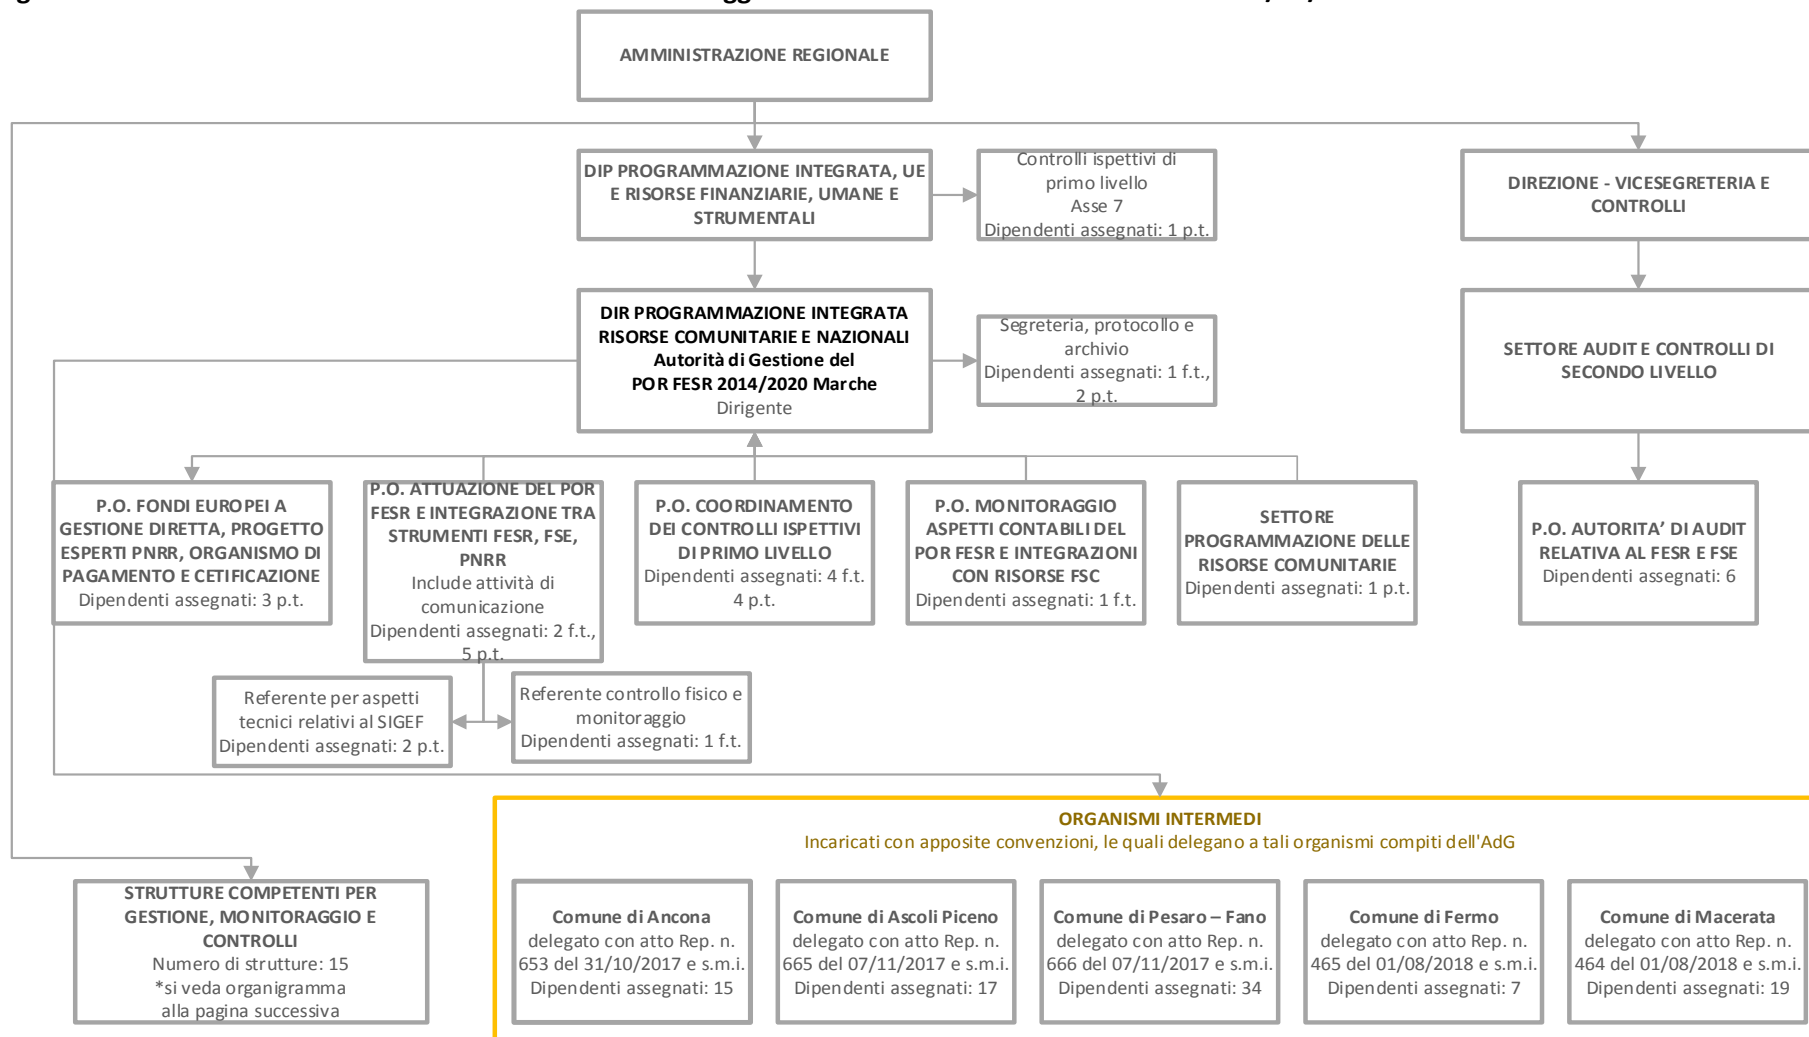 AMMINISTRAZIONE REGIONALE
DIP PROGRAMMAZIONE INTEGRATA, UE
E RISORSE FINANZIARIE, UMANE E
STRUMENTALI
Controlli ispettivi di
primo livello
Asse 7
Dipendenti assegnati: 1 p.t.
DIREZIONE - VICESEGRETERIA E
CONTROLLI
DIR PROGRAMMAZIONE INTEGRATA
RISORSE COMUNITARIE E NAZIONALI
Autorità di Gestione del
POR FESR 2014/2020 Marche
Dirigente
Segreteria, protocollo e
archivio
Dipendenti assegnati: 1 f.t.,
2 p.t.
SETTORE AUDIT E CONTROLLI DI
SECONDO LIVELLO
P.O. FONDI EUROPEI A
GESTIONE DIRETTA, PROGETTO
ESPERTI PNRR, ORGANISMO DI
PAGAMENTO E CETIFICAZIONE
Dipendenti assegnati: 3 p.t.
P.O. ATTUAZIONE DEL POR
FESR E INTEGRAZIONE TRA
STRUMENTI FESR, FSE,
PNRR
Include attività di
comunicazione
Dipendenti assegnati: 2 f.t.,
5 p.t.
P.O. COORDINAMENTO
DEI CONTROLLI ISPETTIVI
DI PRIMO LIVELLO
Dipendenti assegnati: 4 f.t.
4 p.t.
P.O. MONITORAGGIO
ASPETTI CONTABILI DEL
POR FESR E INTEGRAZIONI
CON RISORSE FSC
Dipendenti assegnati: 1 f.t.
SETTORE
PROGRAMMAZIONE DELLE
RISORSE COMUNITARIE
Dipendenti assegnati: 1 p.t.
P.O. AUTORITA’ DI AUDIT
RELATIVA AL FESR E FSE
Dipendenti assegnati: 6
Referente per aspetti
tecnici relativi al SIGEF
Dipendenti assegnati: 2 p.t.
Referente controllo fisico e
monitoraggio
Dipendenti assegnati: 1 f.t.
ORGANISMI INTERMEDI
Incaricati con apposite convenzioni, le quali delegano a tali organismi compiti dell'AdG
STRUTTURE COMPETENTI PER
GESTIONE, MONITORAGGIO E
CONTROLLI
Numero di strutture: 15
*si veda organigramma
alla pagina successiva
Comune di Ancona
delegato con atto Rep. n.
653 del 31/10/2017 e s.m.i.
Dipendenti assegnati: 15
Comune di Ascoli Piceno
delegato con atto Rep. n.
665 del 07/11/2017 e s.m.i.
Dipendenti assegnati: 17
Comune di Pesaro – Fano
delegato con atto Rep. n.
666 del 07/11/2017 e s.m.i.
Dipendenti assegnati: 34
Comune di Fermo
delegato con atto Rep. n.
465 del 01/08/2018 e s.m.i.
Dipendenti assegnati: 7
Comune di Macerata
delegato con atto Rep. n.
464 del 01/08/2018 e s.m.i.
Dipendenti assegnati: 19